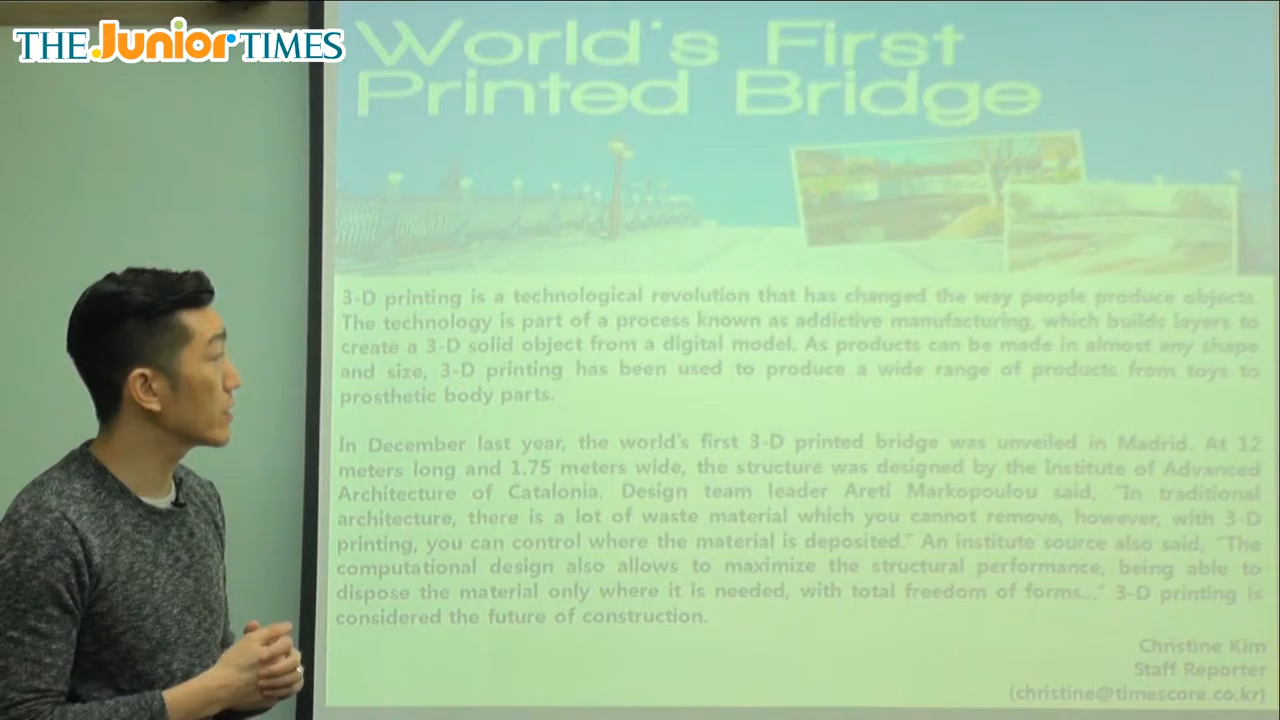 THE Junior TIMES
World's First
Printed Bridge
3-D printing is a technological revolution that has changed the way people produce objects.
The technology is part of a process known as addictive manufacturing, which builds layers to
create a 3-D solid object from a digital model. As products can be made in almost any shape
and size, 3-D printing has been used to produce a wide range of products from toys to
prosthetic body parts.
In December last year, the world's first 3-D printed bridge was unveiled in Madrid. At 12
meters long and 1.75 meters wide, the structure was designed by the Institute of Advanced
Architecture of Catalonia. Design team leader Areti Markopoulou said, "In traditional
architecture, there is a lot of waste material which you cannot remove, however, with 3-D
printing, you can control where the material is deposited." An institute source also said, "The
computational design also allows to maximize the structural performance, being able to
dispose the material only where it is needed, with total freedom of forms..." 3-D printing is
considered the future of construction.
Christine Kim
Staff Reporter
(christine@timescore.co.kr)